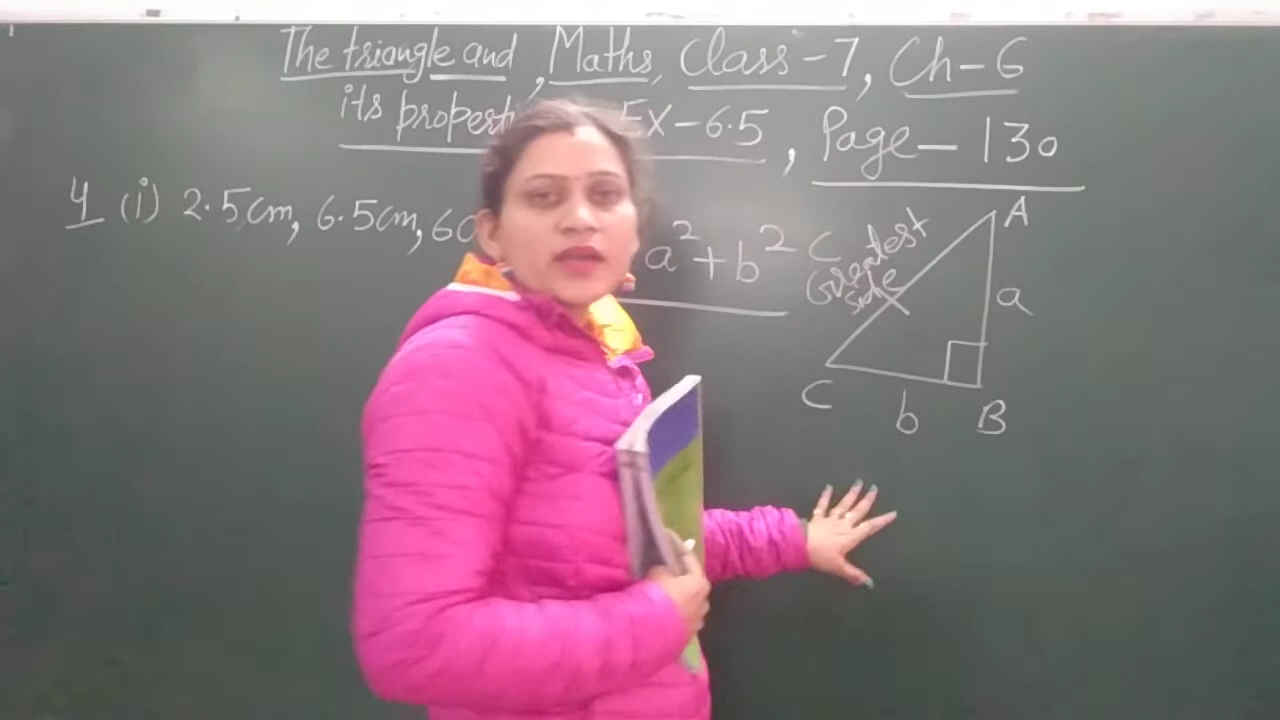 The triangle and, Maths, Class-7, Ch-6
its propert EX-6.5, Page-130
4 (i) 2.5cm, 6.5cm, 6
a²+b²
c
Greatest
side
A
a
C
b
B